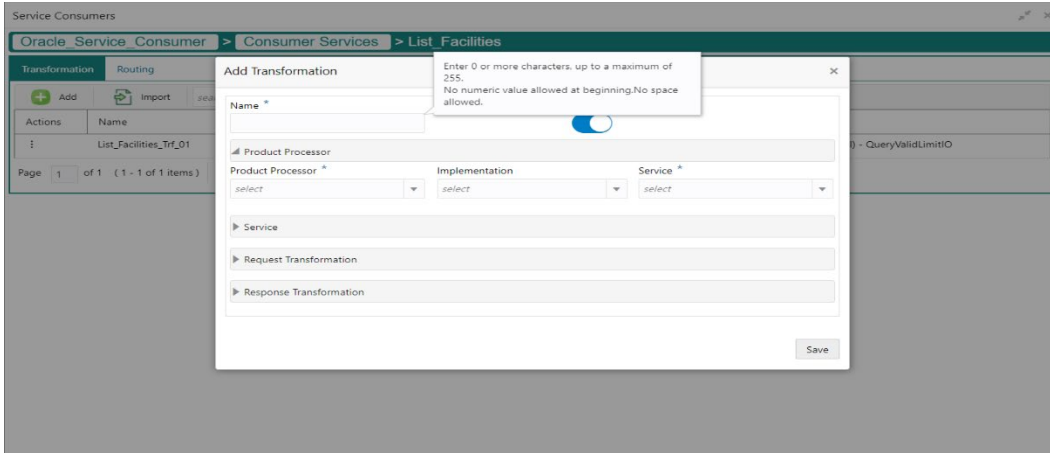 Service Consumers
Oracle_Service_Consumer > Consumer Services > List_Facilities
Transformation Routing
Add Transformation
Enter 0 or more characters, up to a maximum of
255.
No numeric value allowed at beginning.No space
allowed.
Add Import sea
Name *
Actions Name
List_Facilities_Trf_01
- QueryValidLimitIO
Product Processor
Page 1 of 1 ( 1 - 1 of 1 items )
Product Processor * Implementation Service *
select select select
Service
Request Transformation
Response Transformation
Save